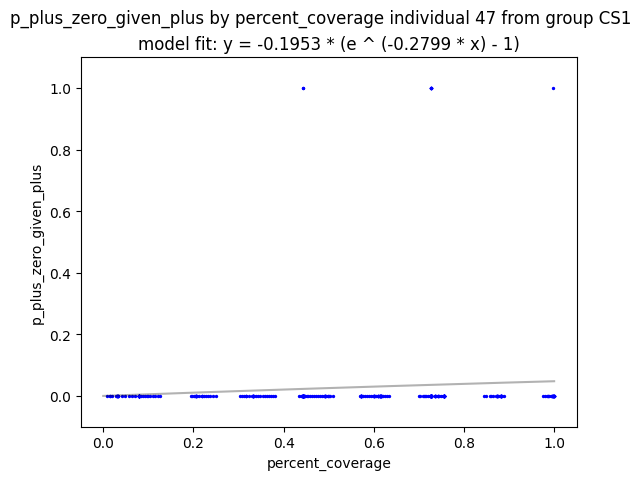 p_plus_zero_given_plus by percent_coverage individual 47 from group CS1
model fit: y = -0.1953 * (e ^ (-0.2799 * x) - 1)
1.0
0.8
0.6
0.4
0.2
0.0
p_plus_zero_given_plus
0.0 0.2 0.4 0.6 0.8 1.0
percent_coverage